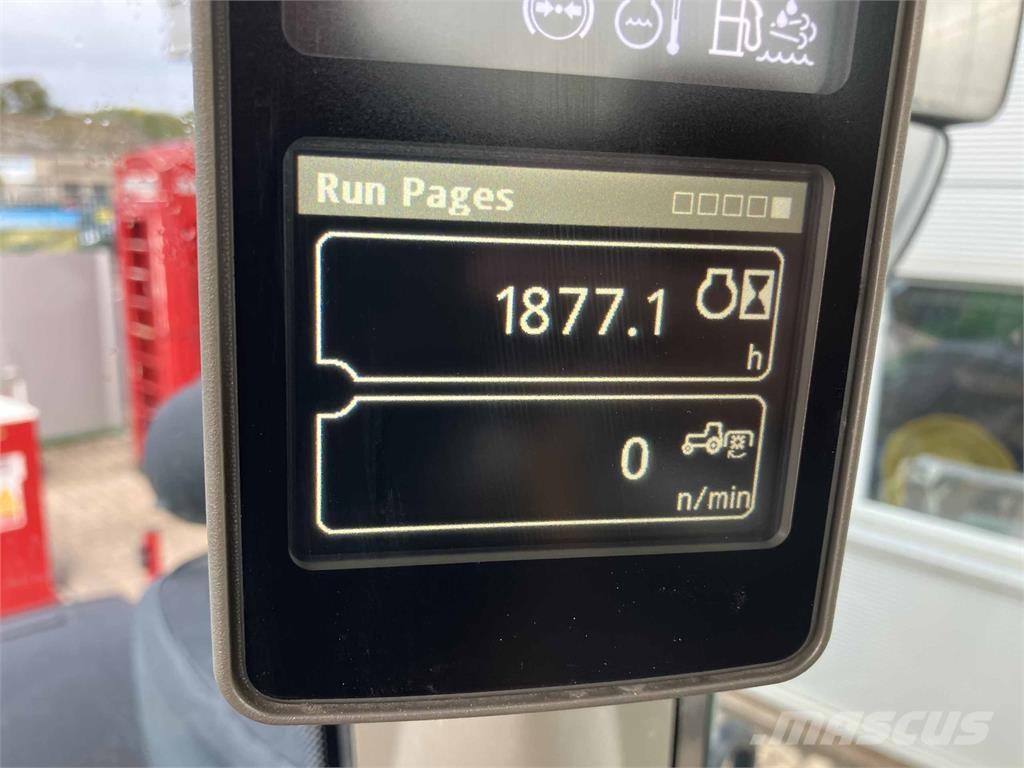 Run Pages
1877.1
h
0
n/min
MASCUS